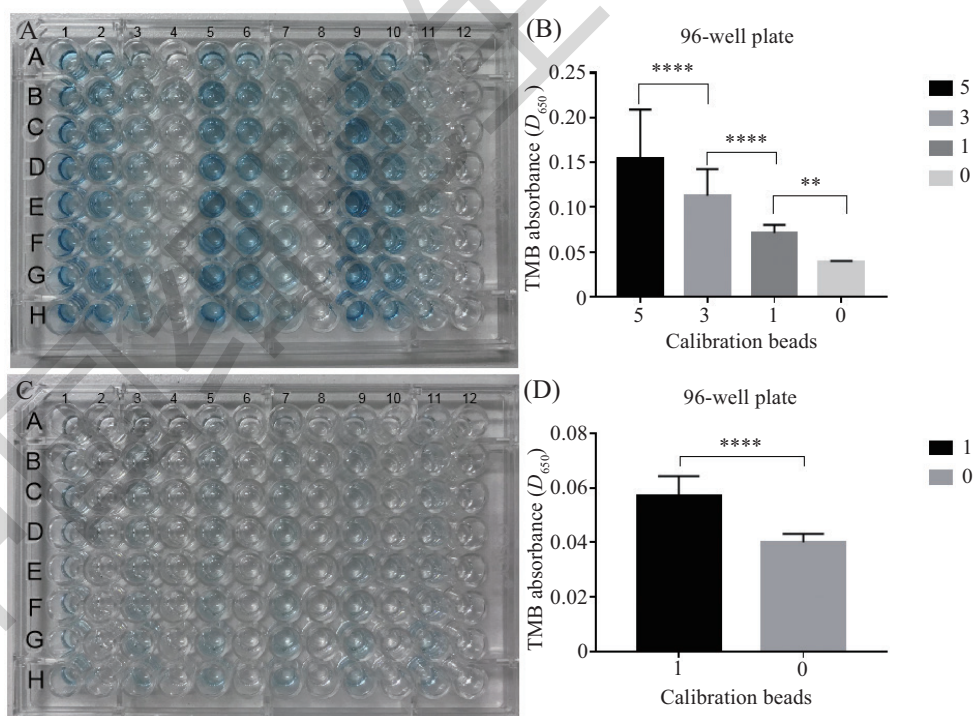 A
1 2 3 4 5 6 7 8 9 10 11 12
A
B
C
D
E
F
G
H
(B)
96-well plate
TMB absorbance (D650)
0.25
0.20
0.15
0.10
0.05
0
****
****
**
5 3 1 0
Calibration beads
5
3
1
0
C
1 2 3 4 5 6 7 8 9 10 11 12
A
B
C
D
E
F
G
H
(D)
96-well plate
TMB absorbance (D650)
0.08
0.06
0.04
0.02
0
****
1 0
Calibration beads
1
0